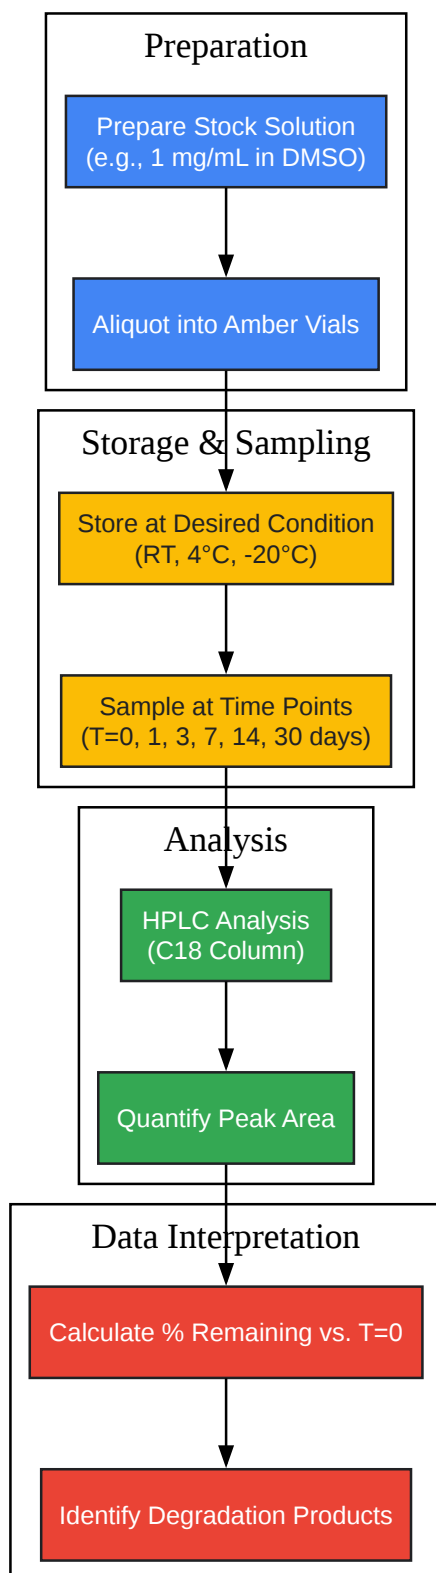 Preparation
Prepare Stock Solution
(e.g., 1 mg/mL in DMSO)
Aliquot into Amber Vials
Storage & Sampling
Store at Desired Condition
(RT, 4°C, -20°C)
Sample at Time Points
(T=0, 1, 3, 7, 14, 30 days)
Analysis
HPLC Analysis
(C18 Column)
Quantify Peak Area
Data Interpretation
Calculate % Remaining vs. T=0
Identify Degradation Products